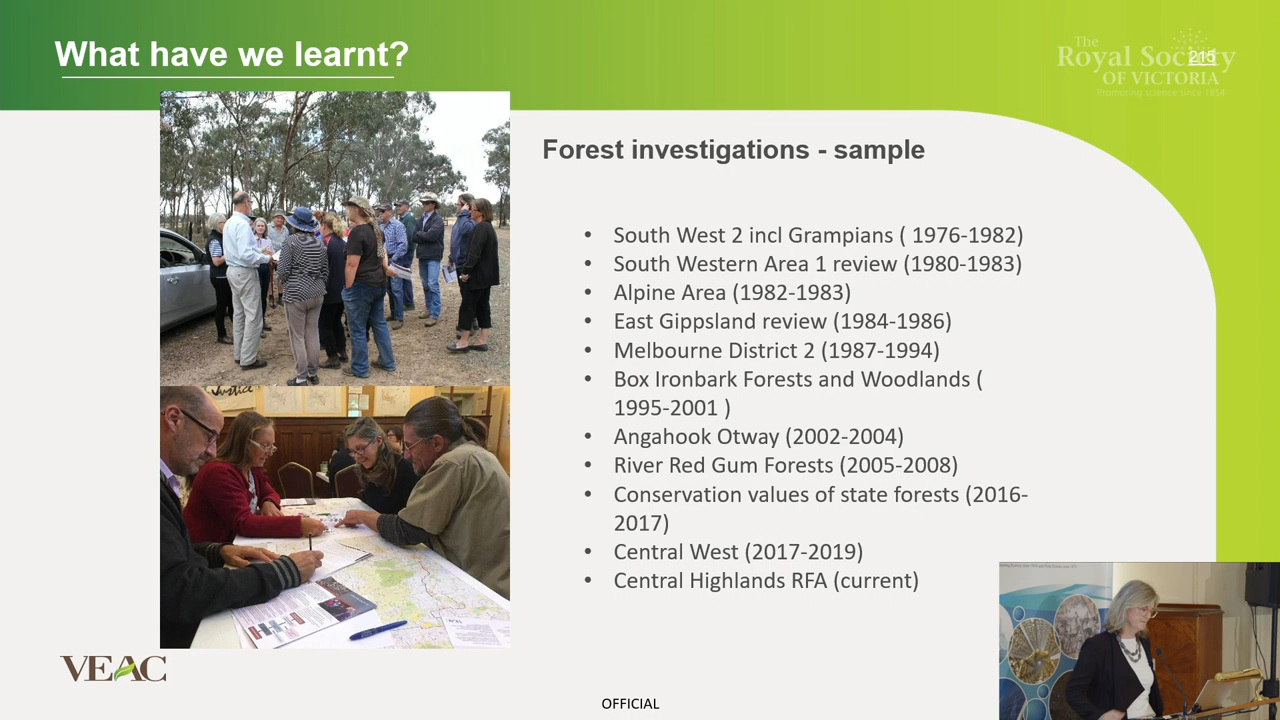 What have we learnt?
The
Royal Society
OF VICTORIA
Promoting science since 1854
215
Forest investigations - sample
• South West 2 incl Grampians ( 1976-1982)
• South Western Area 1 review (1980-1983)
• Alpine Area (1982-1983)
• East Gippsland review (1984-1986)
• Melbourne District 2 (1987-1994)
• Box Ironbark Forests and Woodlands (
1995-2001 )
• Angahook Otway (2002-2004)
• River Red Gum Forests (2005-2008)
• Conservation values of state forests (2016-
2017)
• Central West (2017-2019)
• Central Highlands RFA (current)
VEAC
OFFICIAL